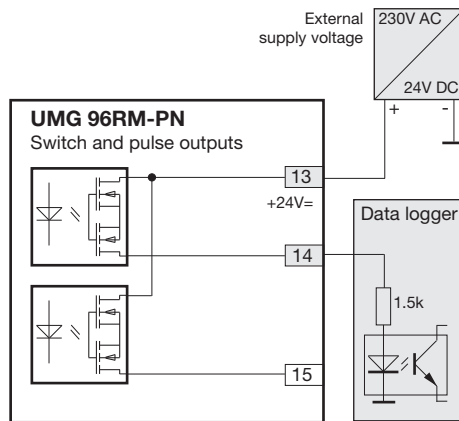 External
supply voltage
230V AC
24V DC
+ -
UMG 96RM-PN
Switch and pulse outputs
13
+24V=
Data logger
14
1.5k
15